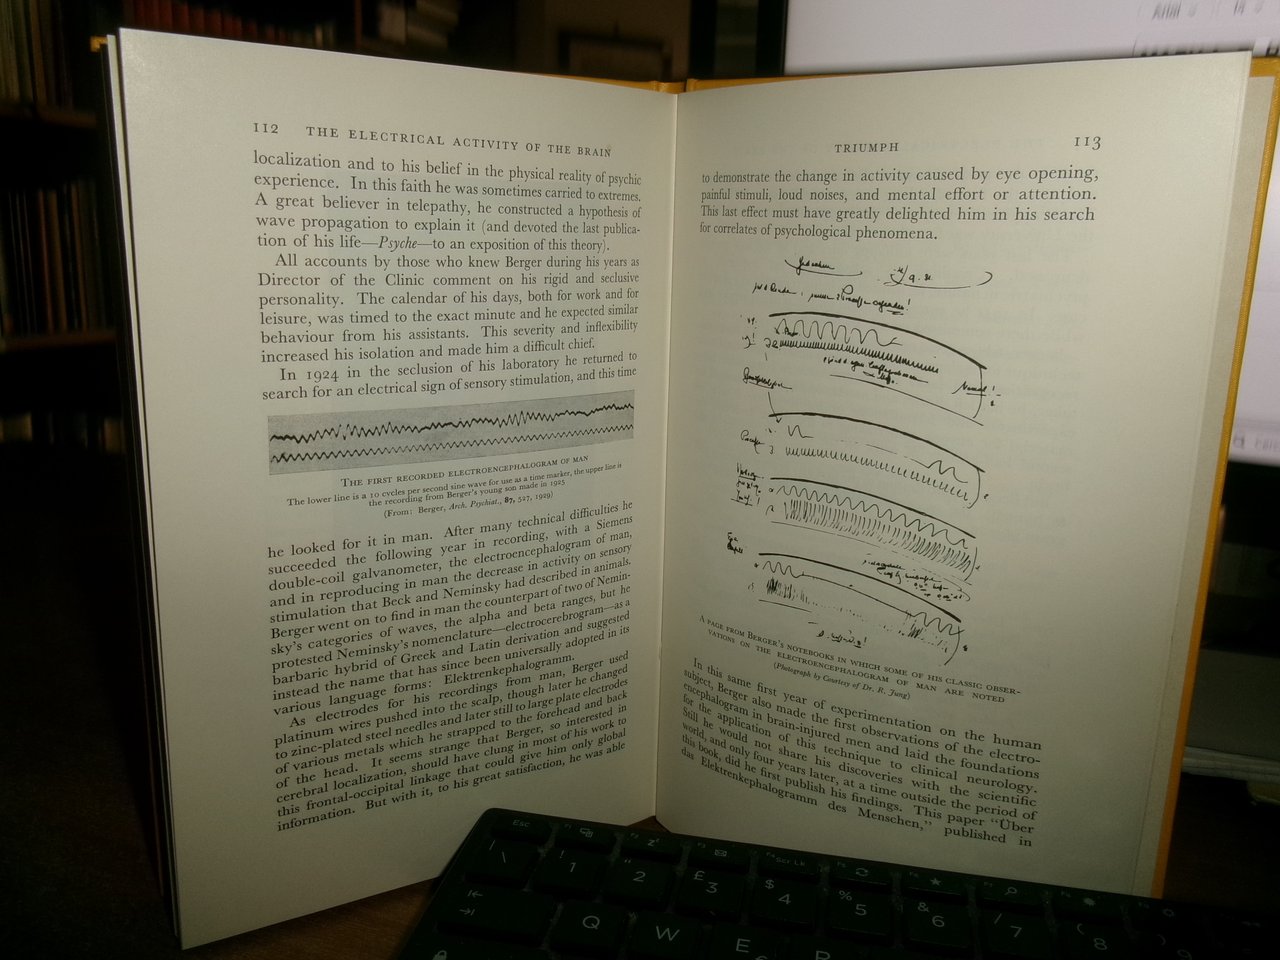 112 THE ELECTRICAL ACTIVITY OF THE BRAIN
localization and to his belief in the physical reality of psychic
experience. In this faith he was sometimes carried to extremes.
A great believer in telepathy, he constructed a hypothesis of
wave propagation to explain it (and devoted the last publica-
tion of his life—Psyche—to an exposition of this theory).
All accounts by those who knew Berger during his years as
Director of the Clinic comment on his rigid and seclusive
personality. The calendar of his days, both for work and for
leisure, was timed to the exact minute and he expected similar
behaviour from his assistants. This severity and inflexibility
increased his isolation and made him a difficult chief.
In 1924 in the seclusion of his laboratory he returned to
search for an electrical sign of sensory stimulation, and this time
THE FIRST RECORDED ELECTROENCEPHALOGRAM OF MAN
The lower line is a 10 cycles per second sine wave for use as a time marker, the upper line is
the recording from Berger's young son made in 1925
(From: Berger, Arch. Psychiat., 87, 527, 1929)
he looked for it in man. After many technical difficulties he
succeeded the following year in recording, with a Siemens
double-coil galvanometer, the electroencephalogram of man,
and in reproducing in man the decrease in activity on sensory
stimulation that Beck and Neminsky had described in animals.
Berger went on to find in man the counterpart of two of Nemin-
sky's categories of waves, the alpha and beta ranges, but he
protested Neminsky's nomenclature—electrocerebrogram—as a
barbaric hybrid of Greek and Latin derivation and suggested
instead the name that has since been universally adopted in its
various language forms: Elektrenkephalogramm.
As electrodes for his recordings from man, Berger used
platinum wires pushed into the scalp, though later he changed
to zinc-plated steel needles and later still to large plate electrodes
of various metals which he strapped to the forehead and back
of the head. It seems strange that Berger, so interested in
cerebral localization, should have clung in most of his work to
this frontal-occipital linkage that could give him only global
information. But with it, to his great satisfaction, he was able
TRIUMPH 113
to demonstrate the change in activity caused by eye opening,
painful stimuli, loud noises, and mental effort or attention.
This last effect must have greatly delighted him in his search
for correlates of psychological phenomena.
A PAGE FROM BERGER'S NOTEBOOKS IN WHICH SOME OF HIS CLASSIC OBSER-
VATIONS ON THE ELECTROENCEPHALOGRAM OF MAN ARE NOTED
(Photograph by Courtesy of Dr. R. Jung)
In this same first year of experimentation on the human
subject, Berger also made the first observations of the electro-
encephalogram in brain-injured men and laid the foundations
for the application of this technique to clinical neurology.
Still he would not share his discoveries with the scientific
world, and only four years later, at a time outside the period of
this book, did he first publish his findings. This paper "Über
das Elektrenkephalogramm des Menschen," published in
Esc
! 1
" 2
£ 3
$ 4
% 5
& 6
/ 7
( 8
Q W E R